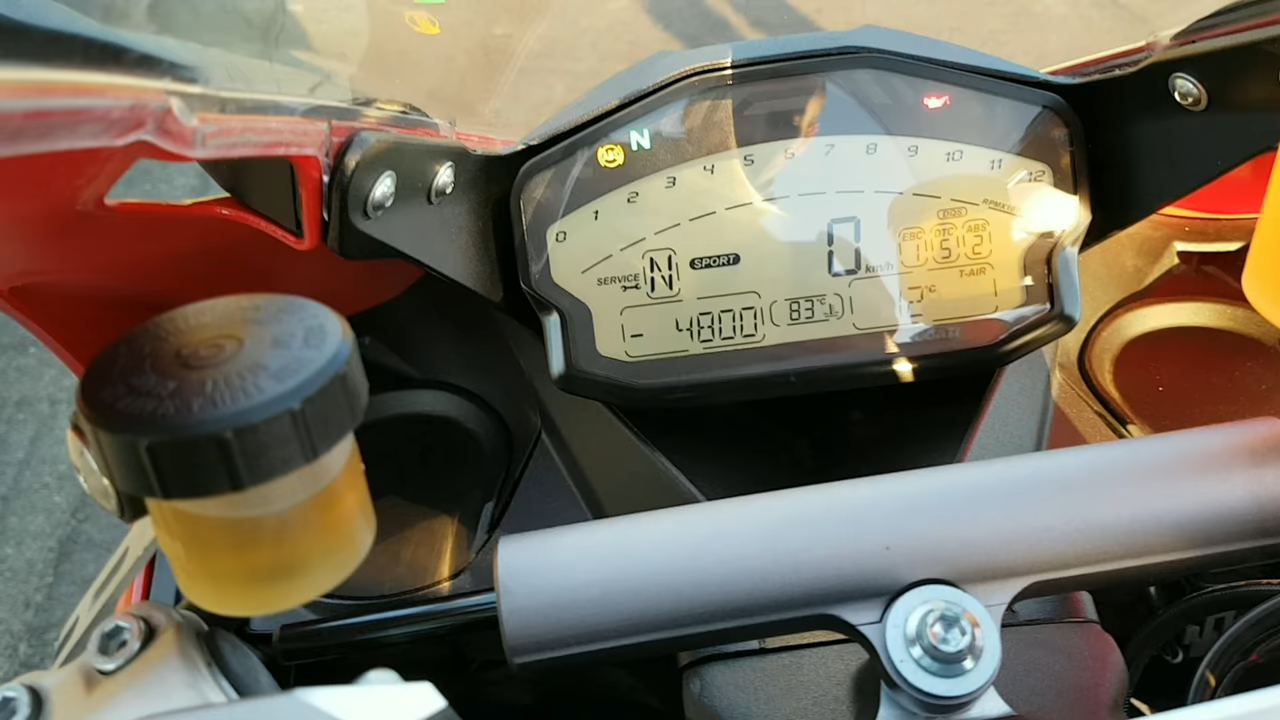 N
ABS
0 1 2 3 4 5 6 7 8 9 10 11 12
SERVICE N SPORT
0 km/h
DQS
EBC DTC ABS
1 5 2
T-AIR
- 4800
83°C
°C